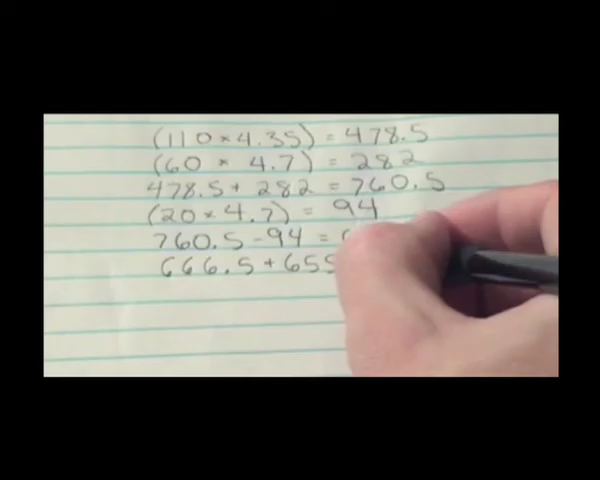 (110 × 4.35) = 478.5
(60 × 4.7) = 282
478.5 + 282 = 760.5
(20 × 4.7) = 94
760.5 - 94 =
666.5 + 655